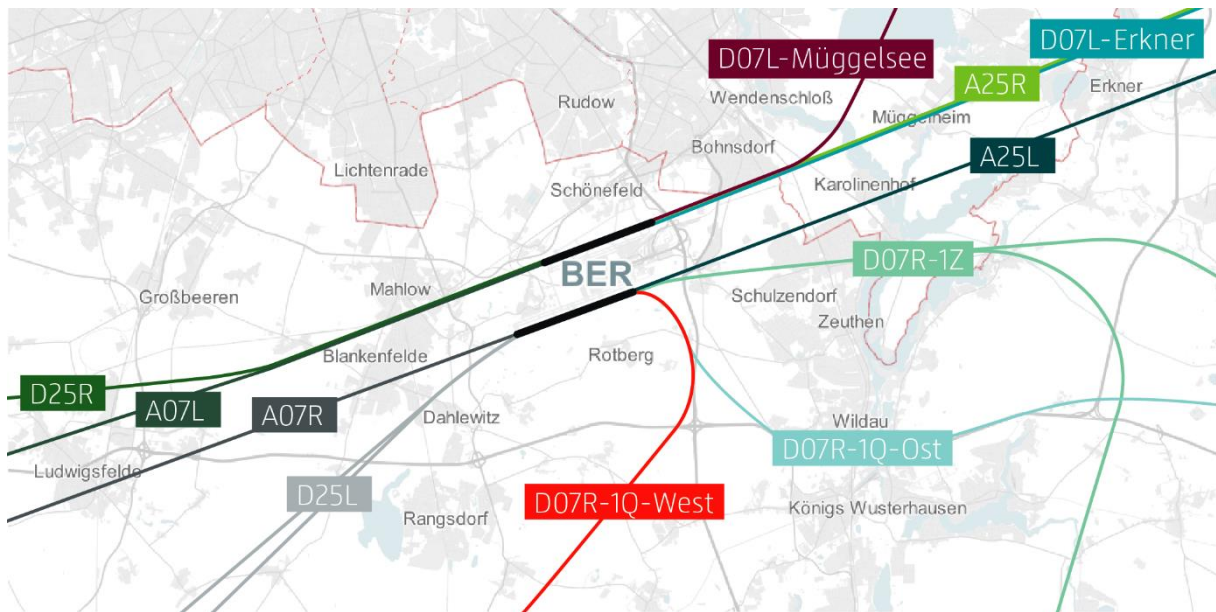 D07L-Erkner
D07L-Müggelsee
Erkner
A25R
Wendenschloß
Rudow
Müggelheim
Bohnsdorf
A25L
Lichtenrade
Karolinenhof
Schönefeld
D07R-1Z
BER
Mahlow
Großbeeren
Schulzendorf
Zeuthen
Blankenfelde
Rotberg
D25R
A07L
A07R
Dahlewitz
Wildau
D07R-1Q-Ost
Ludwigsfelde
D25L
D07R-1Q-West
Rangsdorf
Königs Wusterhausen